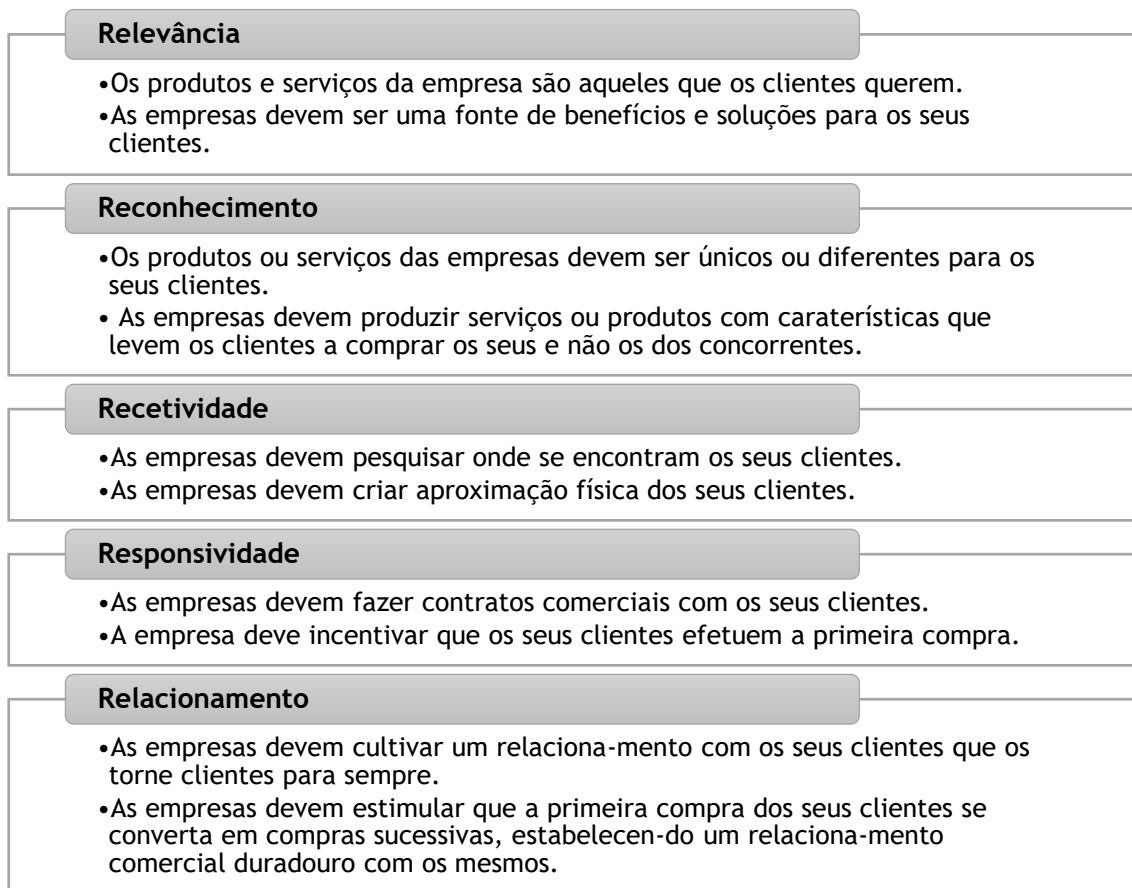 Relevância
•Os produtos e serviços da empresa são aqueles que os clientes querem.
•As empresas devem ser uma fonte de benefícios e soluções para os seus
clientes.
Reconhecimento
•Os produtos ou serviços das empresas devem ser únicos ou diferentes para os
seus clientes.
• As empresas devem produzir serviços ou produtos com caraterísticas que
levem os clientes a comprar os seus e não os dos concorrentes.
Recetividade
•As empresas devem pesquisar onde se encontram os seus clientes.
•As empresas devem criar aproximação física dos seus clientes.
Responsividade
•As empresas devem fazer contratos comerciais com os seus clientes.
•A empresa deve incentivar que os seus clientes efetuem a primeira compra.
Relacionamento
•As empresas devem cultivar um relaciona-mento com os seus clientes que os
torne clientes para sempre.
•As empresas devem estimular que a primeira compra dos seus clientes se
converta em compras sucessivas, estabelecen-do um relaciona-mento
comercial duradouro com os mesmos.